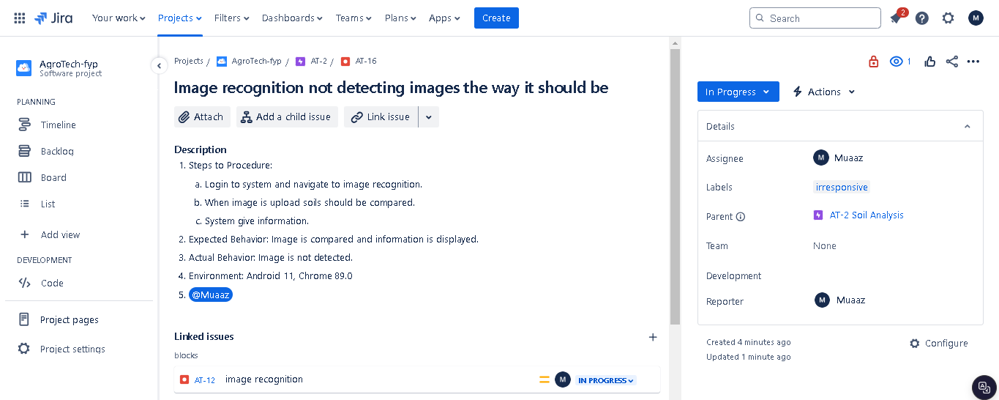 Jira Your work Projects Filters Dashboards Teams Plans Apps Create Search 2 M
AgroTech-fyp
Software project
PLANNING
Timeline
Backlog
Board
List
Add view
DEVELOPMENT
Code
Project pages
Project settings
Projects / AgroTech-fyp / AT-2 / AT-16
Image recognition not detecting images the way it should be
Attach Add a child issue Link issue
Description
1. Steps to Procedure:
a. Login to system and navigate to image recognition.
b. When image is upload soils should be compared.
c. System give information.
2. Expected Behavior: Image is compared and information is displayed.
3. Actual Behavior: Image is not detected.
4. Environment: Android 11, Chrome 89.0
5. @Muaaz
Linked issues
blocks
AT-12 image recognition M IN PROGRESS
1
In Progress Actions
Details
Assignee M Muaaz
Labels irresponsive
Parent AT-2 Soil Analysis
Team None
Development
Reporter M Muaaz
Created 4 minutes ago Configure
Updated 1 minute ago